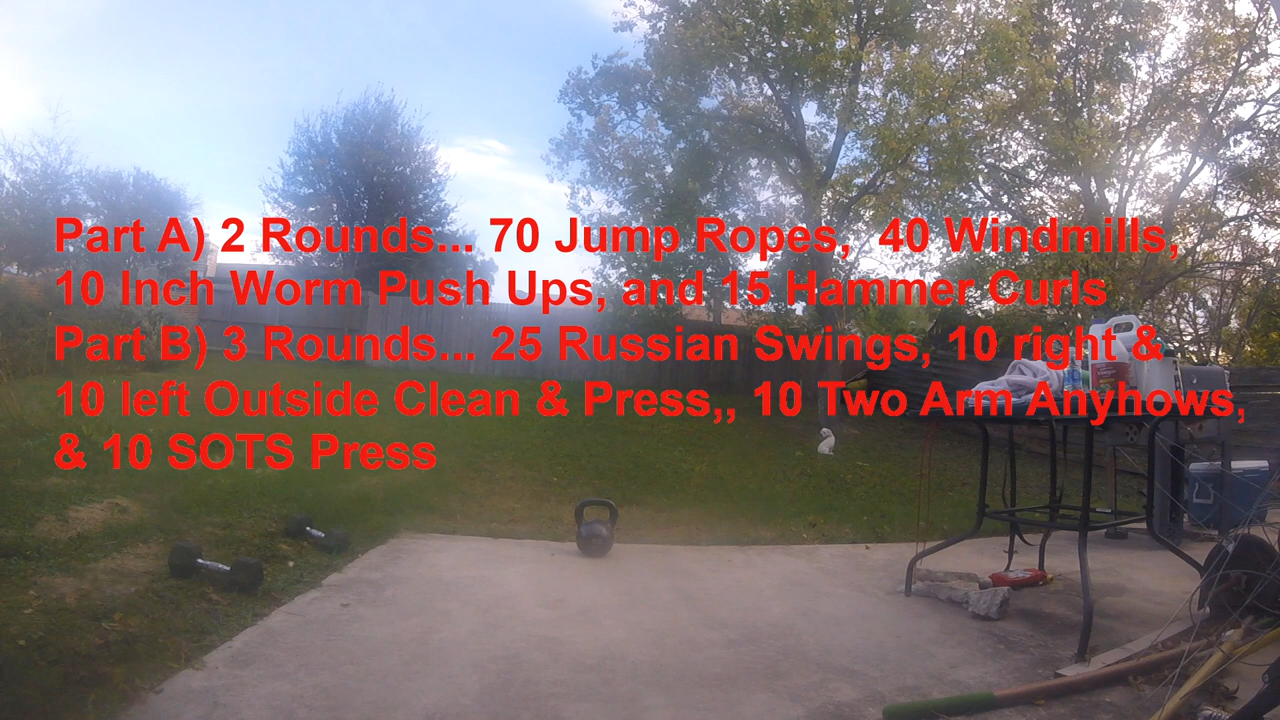 Part A) 2 Rounds... 70 Jump Ropes,  40 Windmills,
10 Inch Worm Push Ups, and 15 Hammer Curls
Part B) 3 Rounds... 25 Russian Swings, 10 right &
10 left Outside Clean & Press,, 10 Two Arm Anyhows,
& 10 SOTS Press